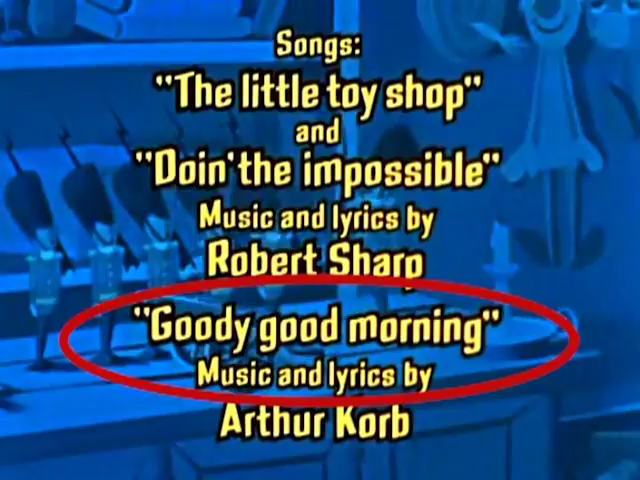 Songs:
"The little toy shop"
and
"Doin' the impossible"
Music and lyrics by
Robert Sharp
"Goody good morning"
Music and lyrics by
Arthur Korb